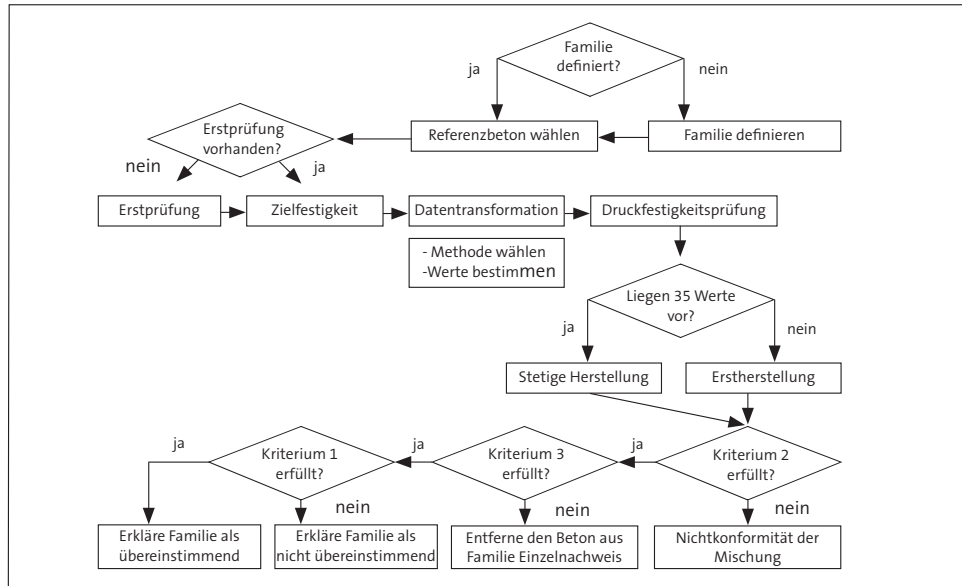 Familie
definiert?
ja
nein
Referenzbeton wählen
Familie definieren
Erstprüfung
vorhanden?
nein
ja
Erstprüfung
Zielfestigkeit
Datentransformation
Druckfestigkeitsprüfung
- Methode wählen
-Werte bestimmen
Liegen 35 Werte
vor?
ja
nein
Stetige Herstellung
Erstherstellung
ja
Kriterium 1
erfüllt?
ja
Kriterium 3
erfüllt?
ja
Kriterium 2
erfüllt?
nein
nein
nein
Erkläre Familie als
übereinstimmend
Erkläre Familie als
nicht übereinstimmend
Entferne den Beton aus
Familie Einzelnachweis
Nichtkonformität der
Mischung